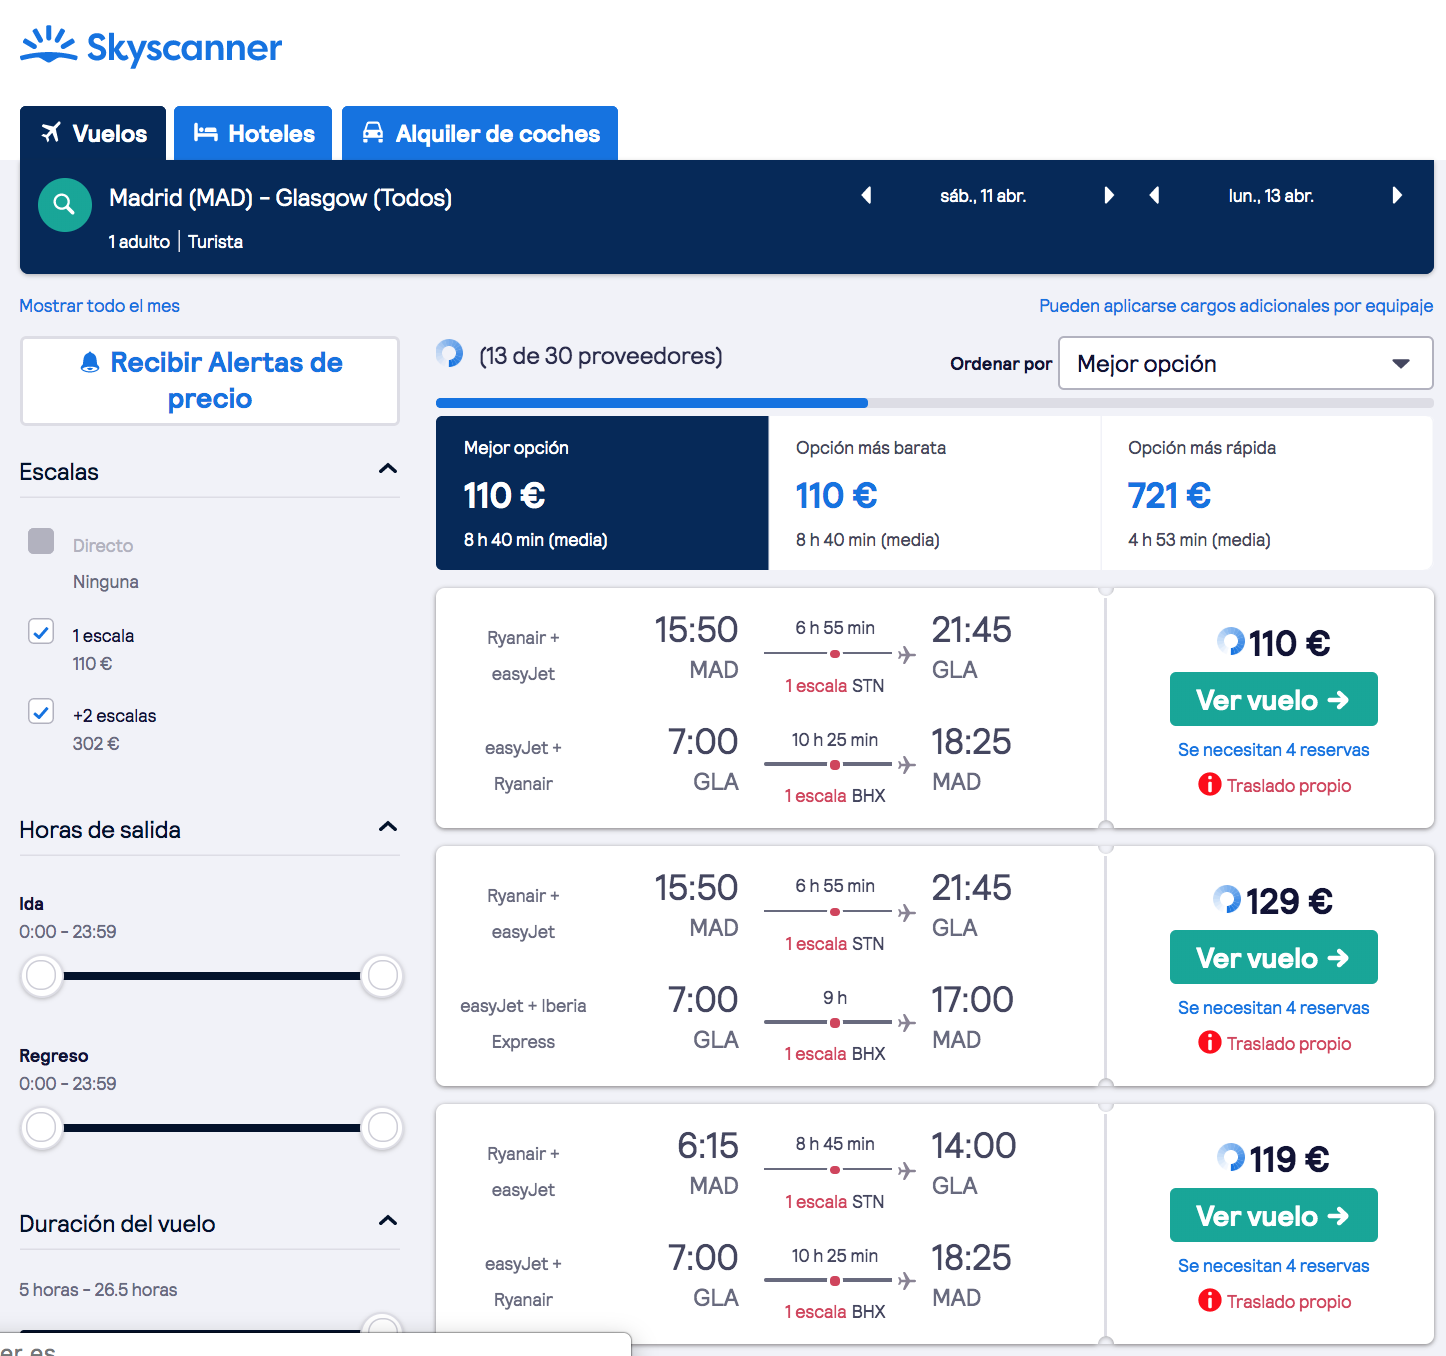 Skyscanner
Vuelos
Hoteles
Alquiler de coches
Madrid (MAD) - Glasgow (Todos)
sáb., 11 abr.
lun., 13 abr.
1 adulto | Turista
Mostrar todo el mes
Pueden aplicarse cargos adicionales por equipaje
Recibir Alertas de
precio
(13 de 30 proveedores)
Ordenar por
Mejor opción
Mejor opción
110 €
8 h 40 min (media)
Opción más barata
110 €
8 h 40 min (media)
Opción más rápida
721 €
4 h 53 min (media)
Escalas
Directo
Ninguna
1 escala
110 €
+2 escalas
302 €
Horas de salida
Ida
0:00 - 23:59
Regreso
0:00 - 23:59
Duración del vuelo
5 horas - 26.5 horas
Ryanair +
easyJet
15:50
MAD
6 h 55 min
1 escala STN
21:45
GLA
easyJet +
Ryanair
7:00
GLA
10 h 25 min
1 escala BHX
18:25
MAD
110 €
Ver vuelo →
Se necesitan 4 reservas
Traslado propio
Ryanair +
easyJet
15:50
MAD
6 h 55 min
1 escala STN
21:45
GLA
easyJet + Iberia
Express
7:00
GLA
9 h
1 escala BHX
17:00
MAD
129 €
Ver vuelo →
Se necesitan 4 reservas
Traslado propio
Ryanair +
easyJet
6:15
MAD
8 h 45 min
1 escala STN
14:00
GLA
easyJet +
Ryanair
7:00
GLA
10 h 25 min
1 escala BHX
18:25
MAD
119 €
Ver vuelo →
Se necesitan 4 reservas
Traslado propio